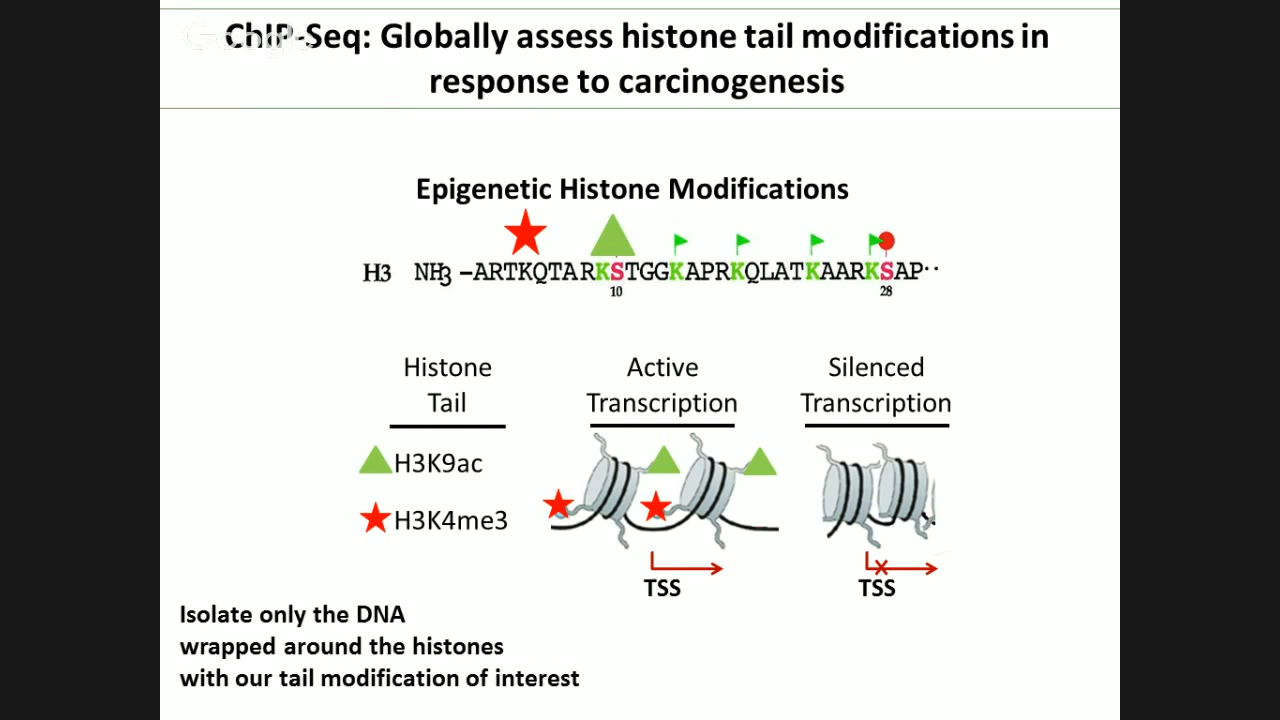 Google
ChIP-Seq: Globally assess histone tail modifications in
response to carcinogenesis
Epigenetic Histone Modifications
H3 NH3 –ARTKQTARKSTGGKAPRKQLATKAARKSAP··
10 28
Histone Active Silenced
Tail Transcription Transcription
H3K9ac
H3K4me3
TSS TSS
Isolate only the DNA
wrapped around the histones
with our tail modification of interest